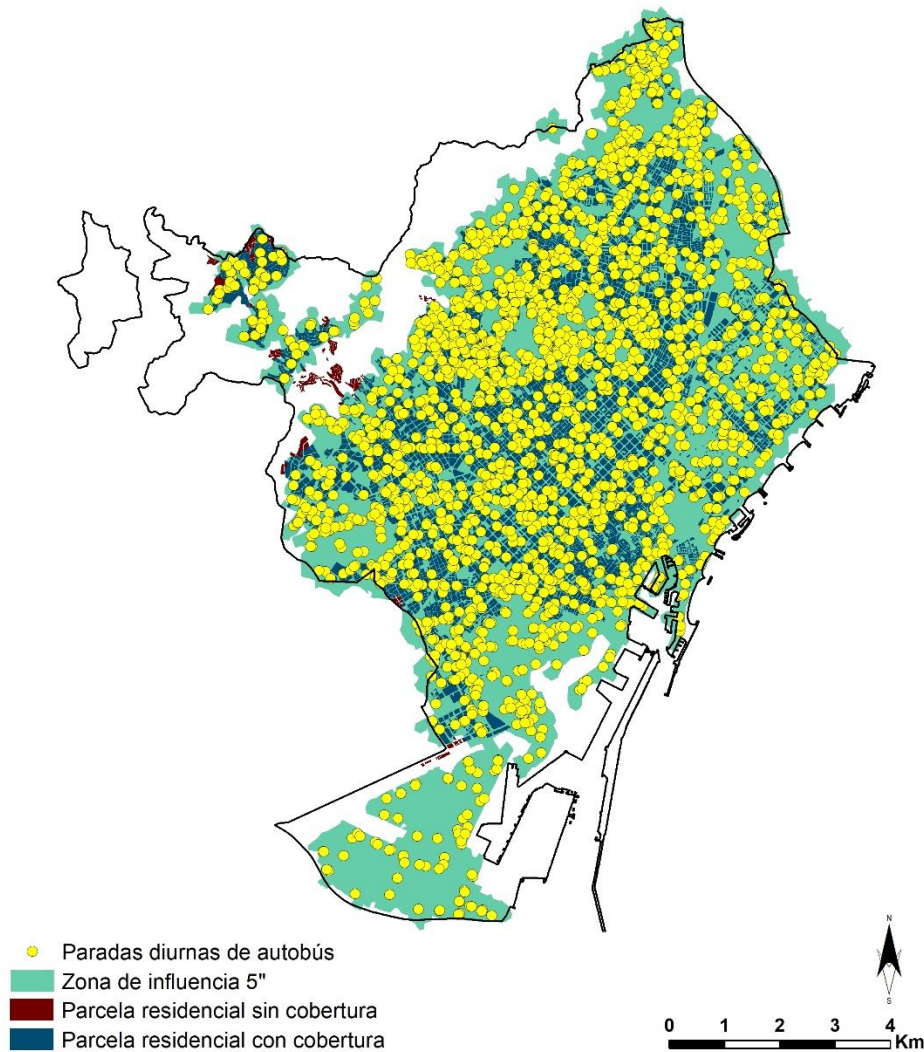 Paradas diurnas de autobús
Zona de influencia 5"
Parcela residencial sin cobertura
Parcela residencial con cobertura
N
S
0 1 2 3 4
Km